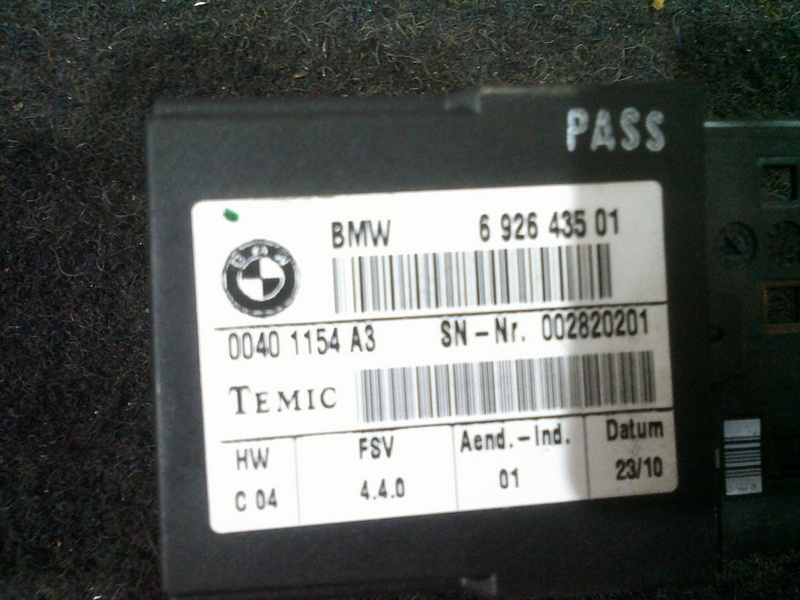 PASS
BMW 6 926 435 01
BMW
0040 1154 A3 SN-Nr. 002820201
TEMIC
HW FSV Aend.-Ind. Datum
C 04 4.4.0 01 23/10